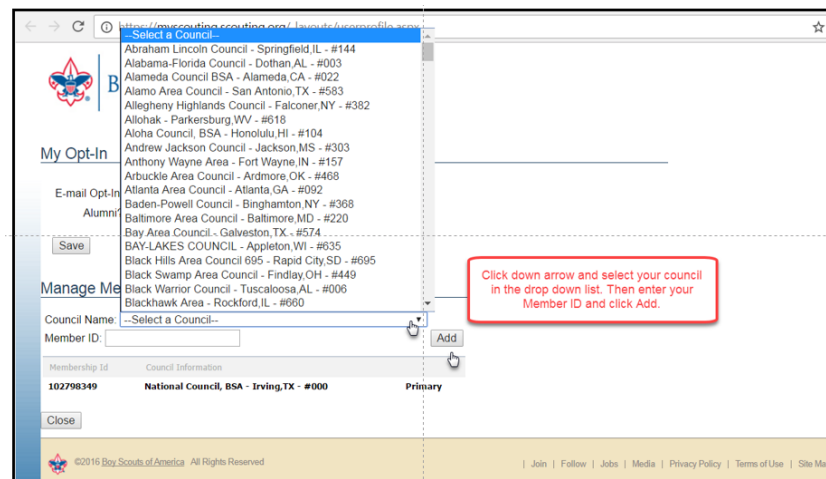 https://myscouting.scouting.org/_layouts/userprofile.aspx
--Select a Council--
Abraham Lincoln Council - Springfield,IL - #144
Alabama-Florida Council - Dothan,AL - #003
Alameda Council BSA - Alameda,CA - #022
Alamo Area Council - San Antonio,TX - #583
Allegheny Highlands Council - Falconer,NY - #382
Allohak - Parkersburg,WV - #618
Aloha Council, BSA - Honolulu,HI - #104
Andrew Jackson Council - Jackson,MS - #303
Anthony Wayne Area - Fort Wayne,IN - #157
Arbuckle Area Council - Ardmore,OK - #468
Atlanta Area Council - Atlanta,GA - #092
Baden-Powell Council - Binghamton,NY - #368
Baltimore Area Council - Baltimore,MD - #220
Bay Area Council - Galveston,TX - #574
BAY-LAKES COUNCIL - Appleton,WI - #635
Black Hills Area Council 695 - Rapid City,SD - #695
Black Swamp Area Council - Findlay,OH - #449
Black Warrior Council - Tuscaloosa,AL - #006
Blackhawk Area - Rockford,IL - #660
B
My Opt-In
E-mail Opt-In
Alumni?
Save
Click down arrow and select your council
in the drop down list. Then enter your
Member ID and click Add.
Manage Me
Council Name: --Select a Council--
Member ID: Add
Membership Id Council Information
102798349 National Council, BSA - Irving,TX - #000 Primary
Close
©2016 Boy Scouts of America All Rights Reserved
| Join | Follow | Jobs | Media | Privacy Policy | Terms of Use | Site Ma